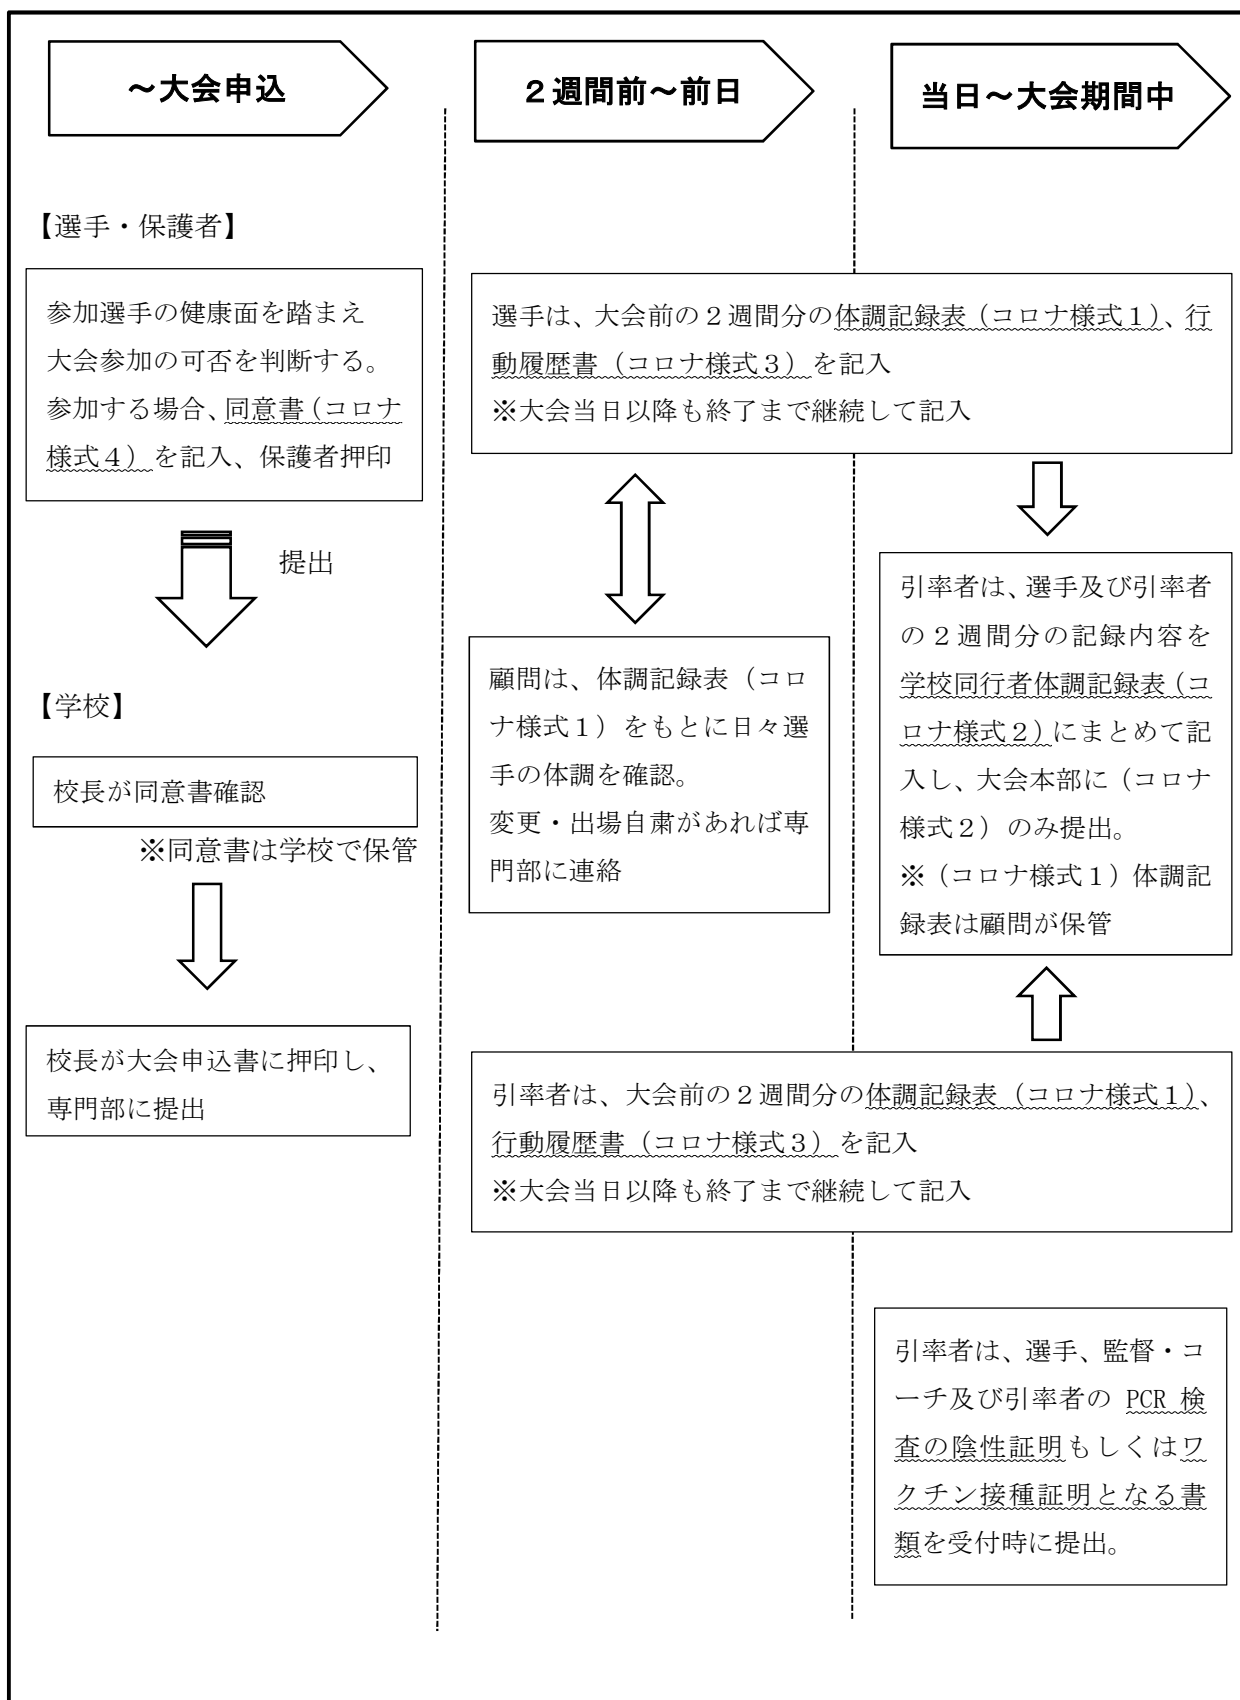 ～大会申込
２週間前～前日
当日～大会期間中
【選手・保護者】
参加選手の健康面を踏まえ
大会参加の可否を判断する。
参加する場合、同意書（コロナ
様式４）を記入、保護者押印
提出
【学校】
校長が同意書確認
※同意書は学校で保管
校長が大会申込書に押印し、
専門部に提出
選手は、大会前の２週間分の体調記録表（コロナ様式１）、行
動履歴書（コロナ様式３）を記入
※大会当日以降も終了まで継続して記入
顧問は、体調記録表（コロ
ナ様式１）をもとに日々選
手の体調を確認。
変更・出場自粛があれば専
門部に連絡
引率者は、選手及び引率者
の２週間分の記録内容を
学校同行者体調記録表（コ
ロナ様式２）にまとめて記
入し、大会本部に（コロナ
様式２）のみ提出。
※（コロナ様式１）体調記
録表は顧問が保管
引率者は、大会前の２週間分の体調記録表（コロナ様式１）、
行動履歴書（コロナ様式３）を記入
※大会当日以降も終了まで継続して記入
引率者は、選手、監督・コ
ーチ及び引率者の PCR 検
査の陰性証明もしくはワ
クチン接種証明となる書
類を受付時に提出。